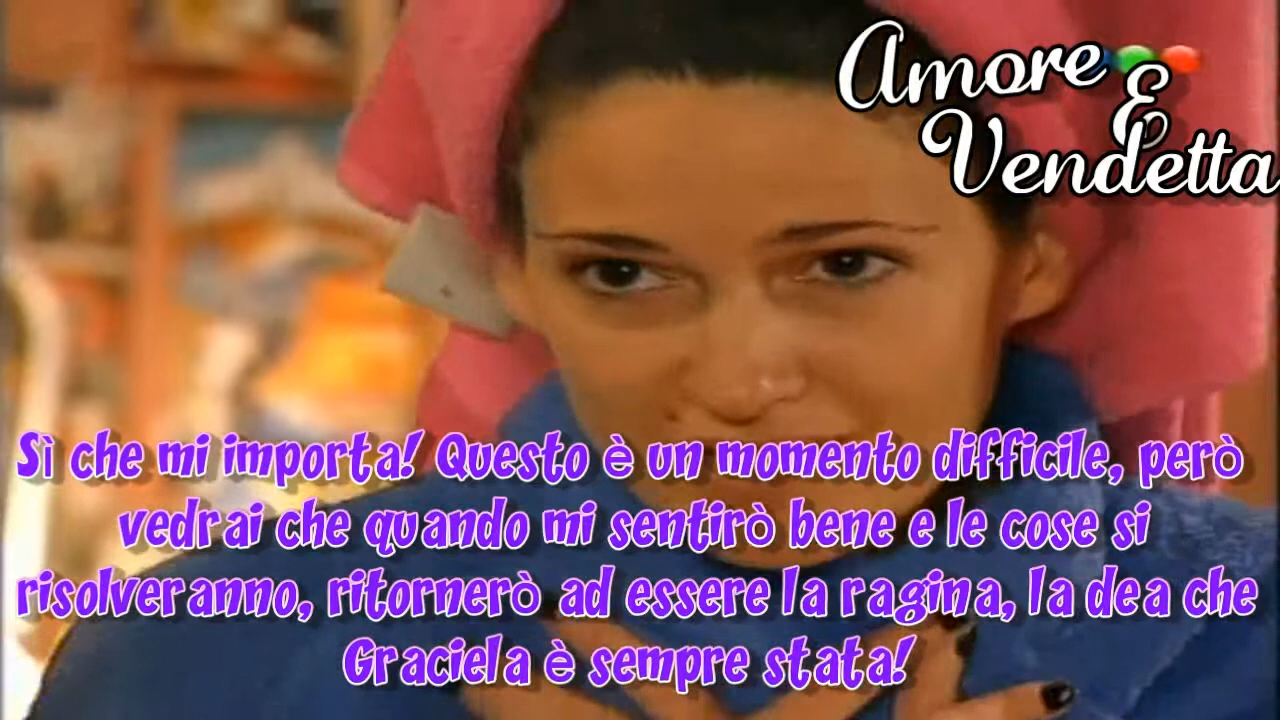 Amore
E
Vendetta
Sì che mi importa! Questo è un momento difficile, però
vedrai che quando mi sentirò bene e le cose si
risolveranno, ritornerò ad essere la ragina, la dea che
Graciela è sempre stata!